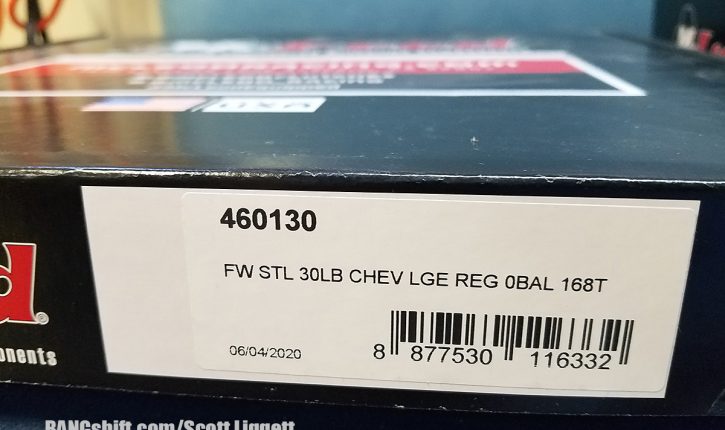 460130
FW STL 30LB CHEV LGE REG 0BAL 168T
06/04/2020
8 877530 116332
d®
onents
BANGshift.com/Scott Liggett